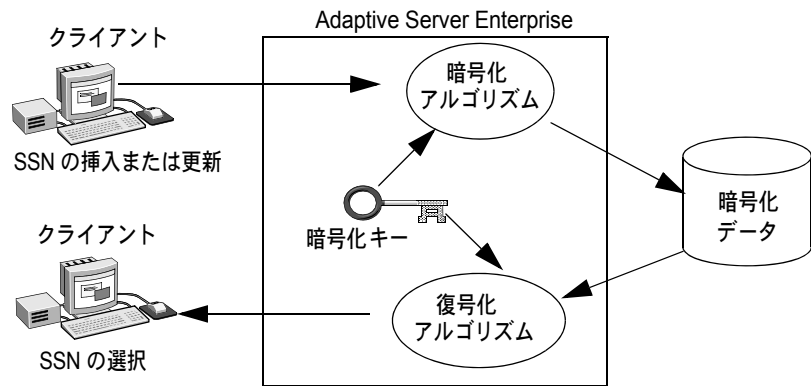 Adaptive Server Enterprise
クライアント
SSN の挿入または更新
暗号化
アルゴリズム
暗号化キー
暗号化
データ
クライアント
SSN の選択
復号化
アルゴリズム